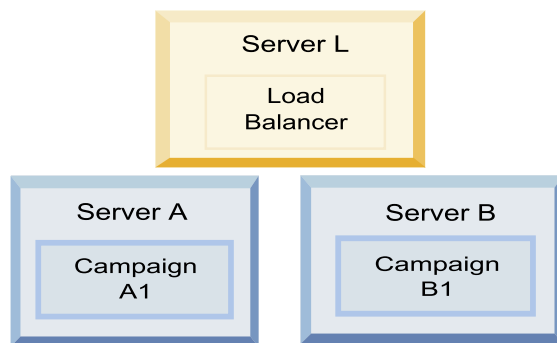 Server L
Load
Balancer
Server A
Campaign
A1
Server B
Campaign
B1